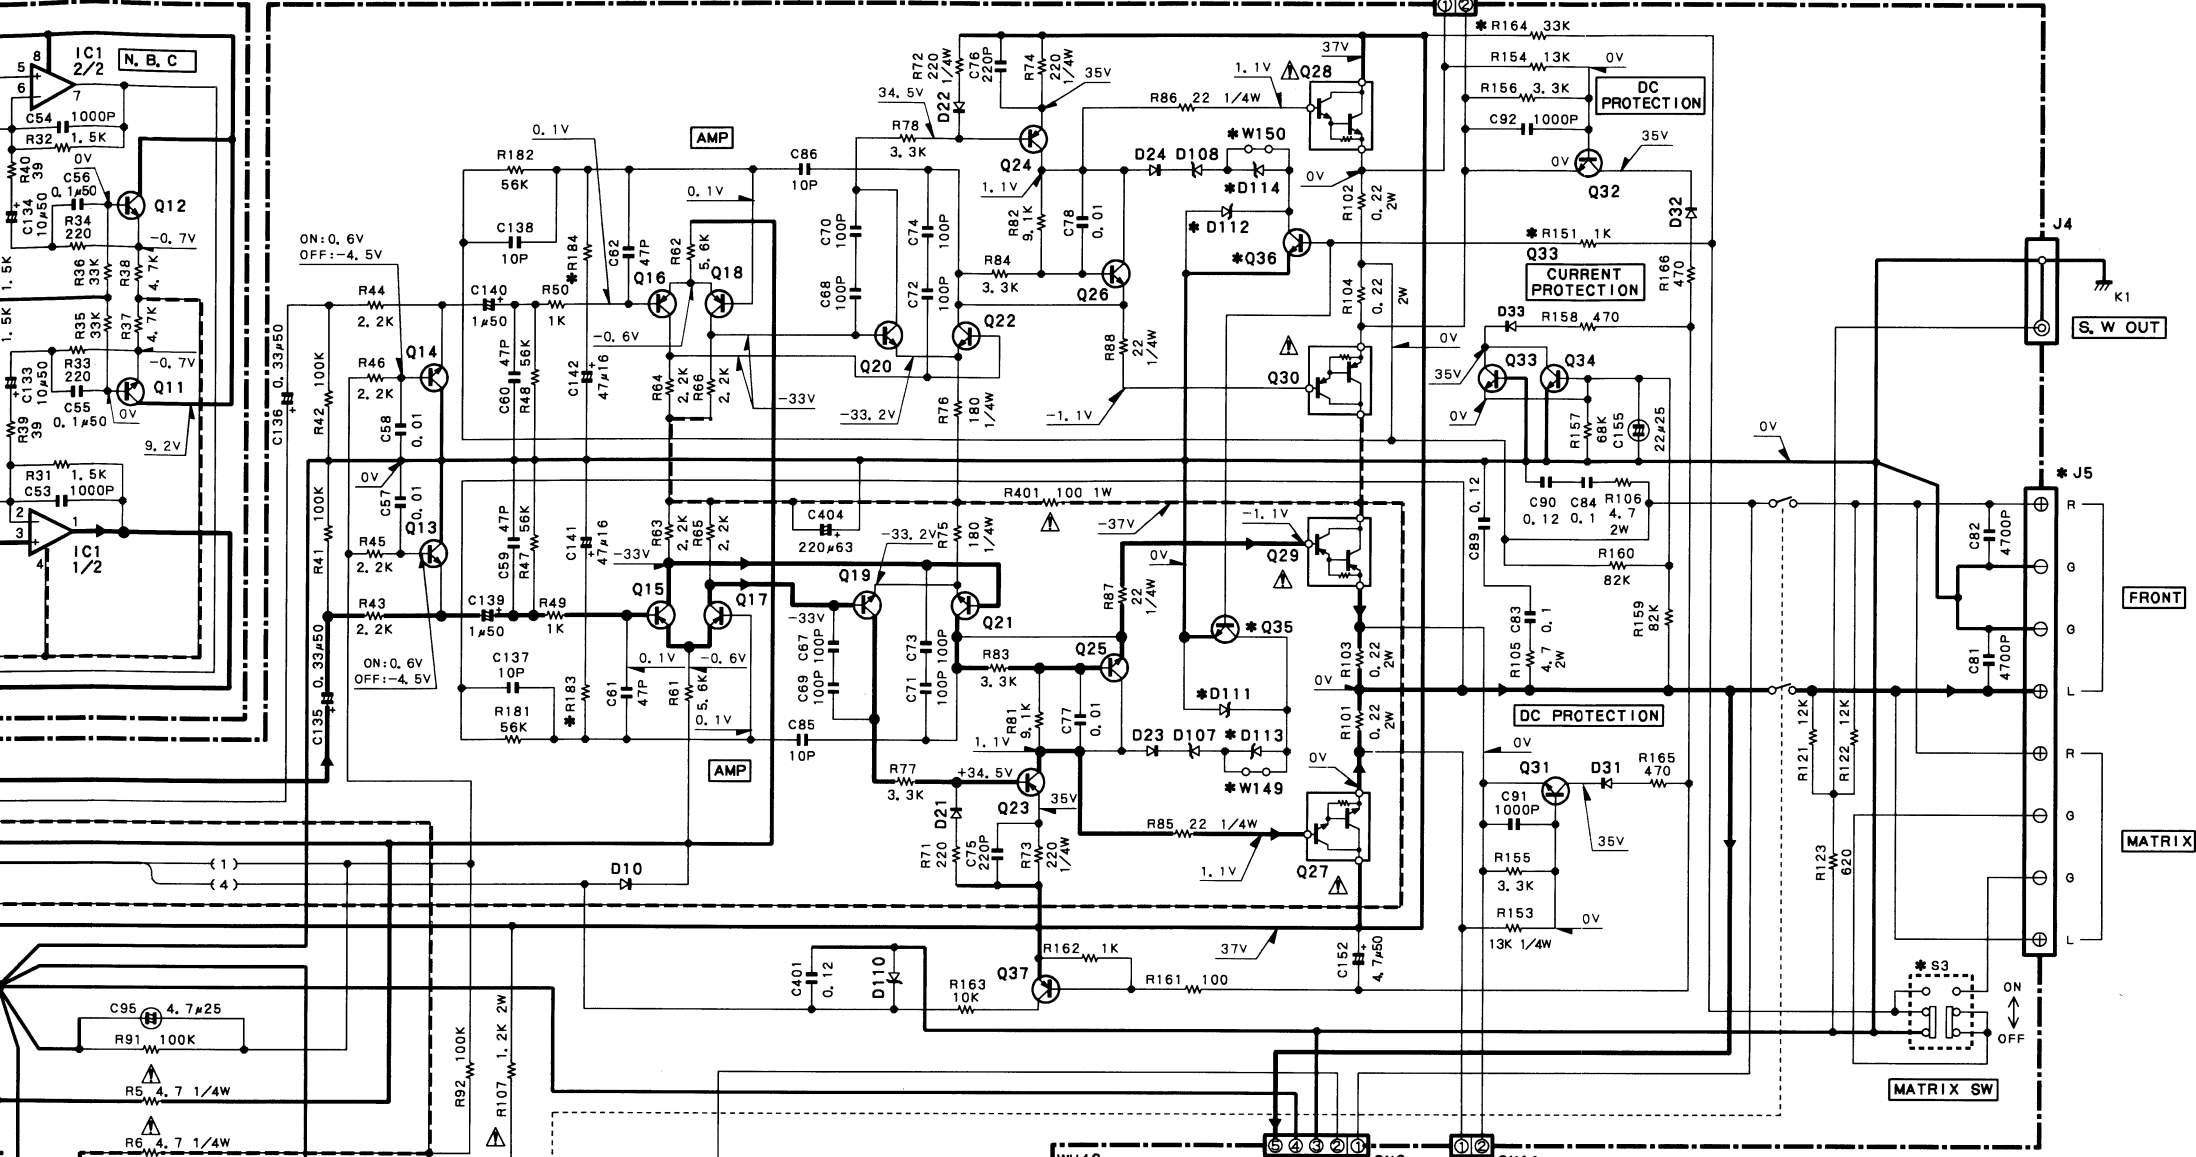 ① ②
* R164 33K
R154 13K
0V
R156 3.3K
DC PROTECTION
C92 1000P
35V
0V
Q32
D32
* R151 1K
R166 470
Q33
CURRENT PROTECTION
D33
R158 470
Q33
Q34
35V
0V
R157 68K
C155 22μ25
0V
C90 0.12
C84 0.1
R106 4.7 2W
R160 82K
R159 82K
C89 0.12
C83 0.1
R105 4.7 2W
DC PROTECTION
0V
Q31
D31
R165 470
C91 1000P
35V
R155 3.3K
R153 13K 1/4W
0V
J4
K1
S.W OUT
* J5
R
G
G
L
FRONT
R
G
G
L
MATRIX
C82 4700P
C81 4700P
R121 12K
R122 12K
R123 620
* S3
ON
OFF
MATRIX SW
8
IC1 2/2
N.B.C
5
6
7
C54 1000P
R32 1.5K
R40 39
0V
C56 0.1μ50
C134 10μ50
R34 220
Q12
-0.7V
1.5K
R36 33K
R38 4.7K
1.5K
R35 33K
R37 4.7K
R33 220
-0.7V
C133 10μ50
Q11
C55 0.1μ50
0V
R39 39
9.2V
R31 1.5K
C53 1000P
2
3
1
4
IC1 1/2
ON:0.6V
OFF:-4.5V
C136 0.33μ50
R44 2.2K
R42 100K
R46 2.2K
Q14
C58 0.01
0V
C57 0.01
Q13
R41 100K
R45 2.2K
R43 2.2K
ON:0.6V
OFF:-4.5V
C135 0.33μ50
C140 1μ50
R50 1K
C60 47P
R48 56K
C59 47P
R47 56K
C139 1μ50
R49 1K
0.1V
AMP
R182 56K
C138 10P
* R184
C62 47P
R62 5.6K
0.1V
Q16
Q18
C142 47μ16
-0.6V
R64 2.2K
R66 2.2K
-33V
C141 47μ16
R63 2.2K
R65 2.2K
-33V
Q15
Q17
C137 10P
R181 56K
* R183
C61 47P
0.1V
-0.6V
R61 5.6K
0.1V
AMP
C86 10P
C70 100P
C68 100P
C74 100P
C72 100P
Q20
Q22
-33.2V
R76 180 1/4W
C404 220μ63
R401 100 1W
-33.2V
R75 180 1/4W
Q19
-33V
C67 100P
C69 100P
C73 100P
C71 100P
Q21
C85 10P
R72 220 1/4W
C76 220P
R74 220 1/4W
35V
34.5V
D22
R78 3.3K
Q24
1.1V
R82 9.1K
C78 0.01
R84 3.3K
Q26
R88 22 1/4W
-1.1V
1.1V
R86 22 1/4W
37V
Q28
D24 D108
* W150
* D114
* D112
* Q36
0V
R102 0.22 2W
R104 0.22 2W
0V
Q30
-37V
-1.1V
0V
Q29
R87 22 1/4W
Q25
R83 3.3K
* Q35
R81 9.1K
C77 0.01
* D111
0V
R103 0.22 2W
R101 0.22 2W
1.1V
D23 D107
* D113
* W149
0V
R77 3.3K
+34.5V
Q23
35V
D21
R71 220
C75 220P
R73 220 1/4W
R85 22 1/4W
1.1V
Q27
37V
(1)
(4)
D10
C401 0.12
D110
R163 10K
Q37
R162 1K
R161 100
C152 4.7μ50
C95 4.7μ25
R91 100K
R5 4.7 1/4W
R6 4.7 1/4W
R92 100K
R107 1.2K 2W
⑤ ④ ③ ② ①
① ②